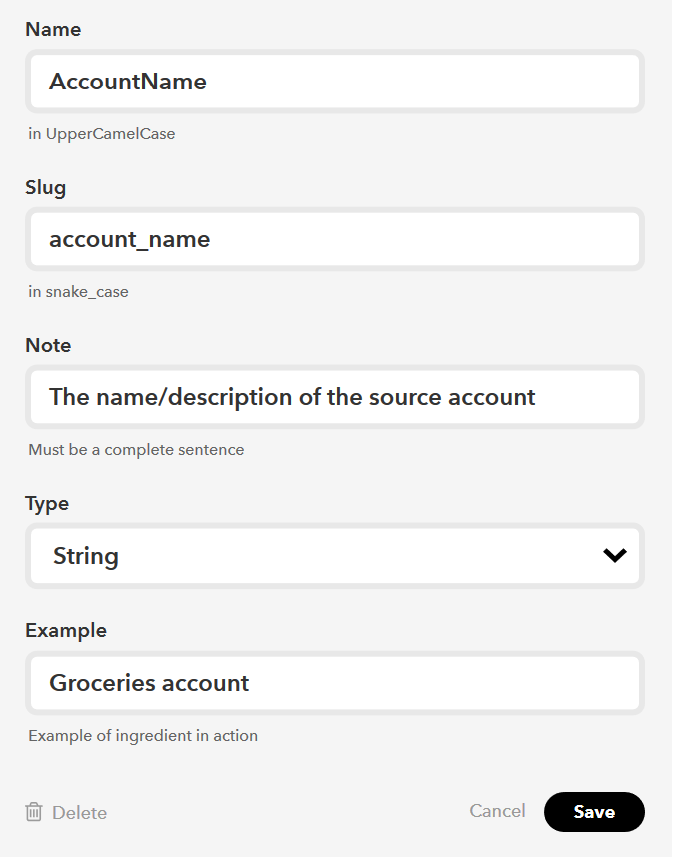 Name
AccountName
in UpperCamelCase
Slug
account_name
in snake_case
Note
The name/description of the source account
Must be a complete sentence
Type
String
Example
Groceries account
Example of ingredient in action
Delete
Cancel
Save